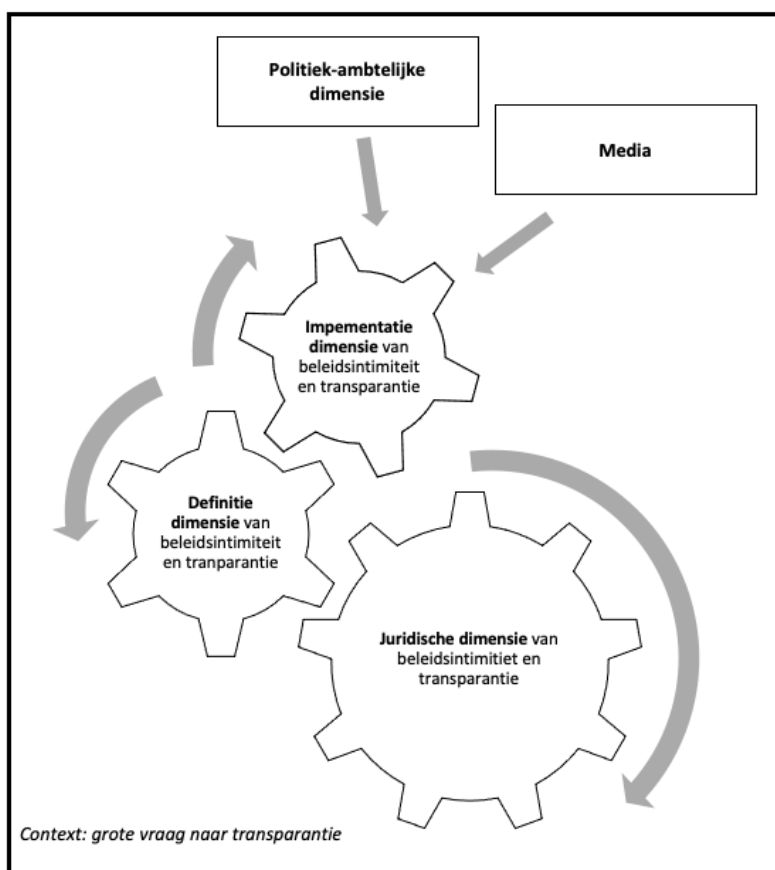 Politiek-ambtelijke
dimensie
Media
Impementatie
dimensie van
beleidsintimiteit
en transparantie
Definitie
dimensie van
beleidsintimiteit
en tranparantie
Juridische dimensie van
beleidsintimitiet en
transparantie
Context: grote vraag naar transparantie